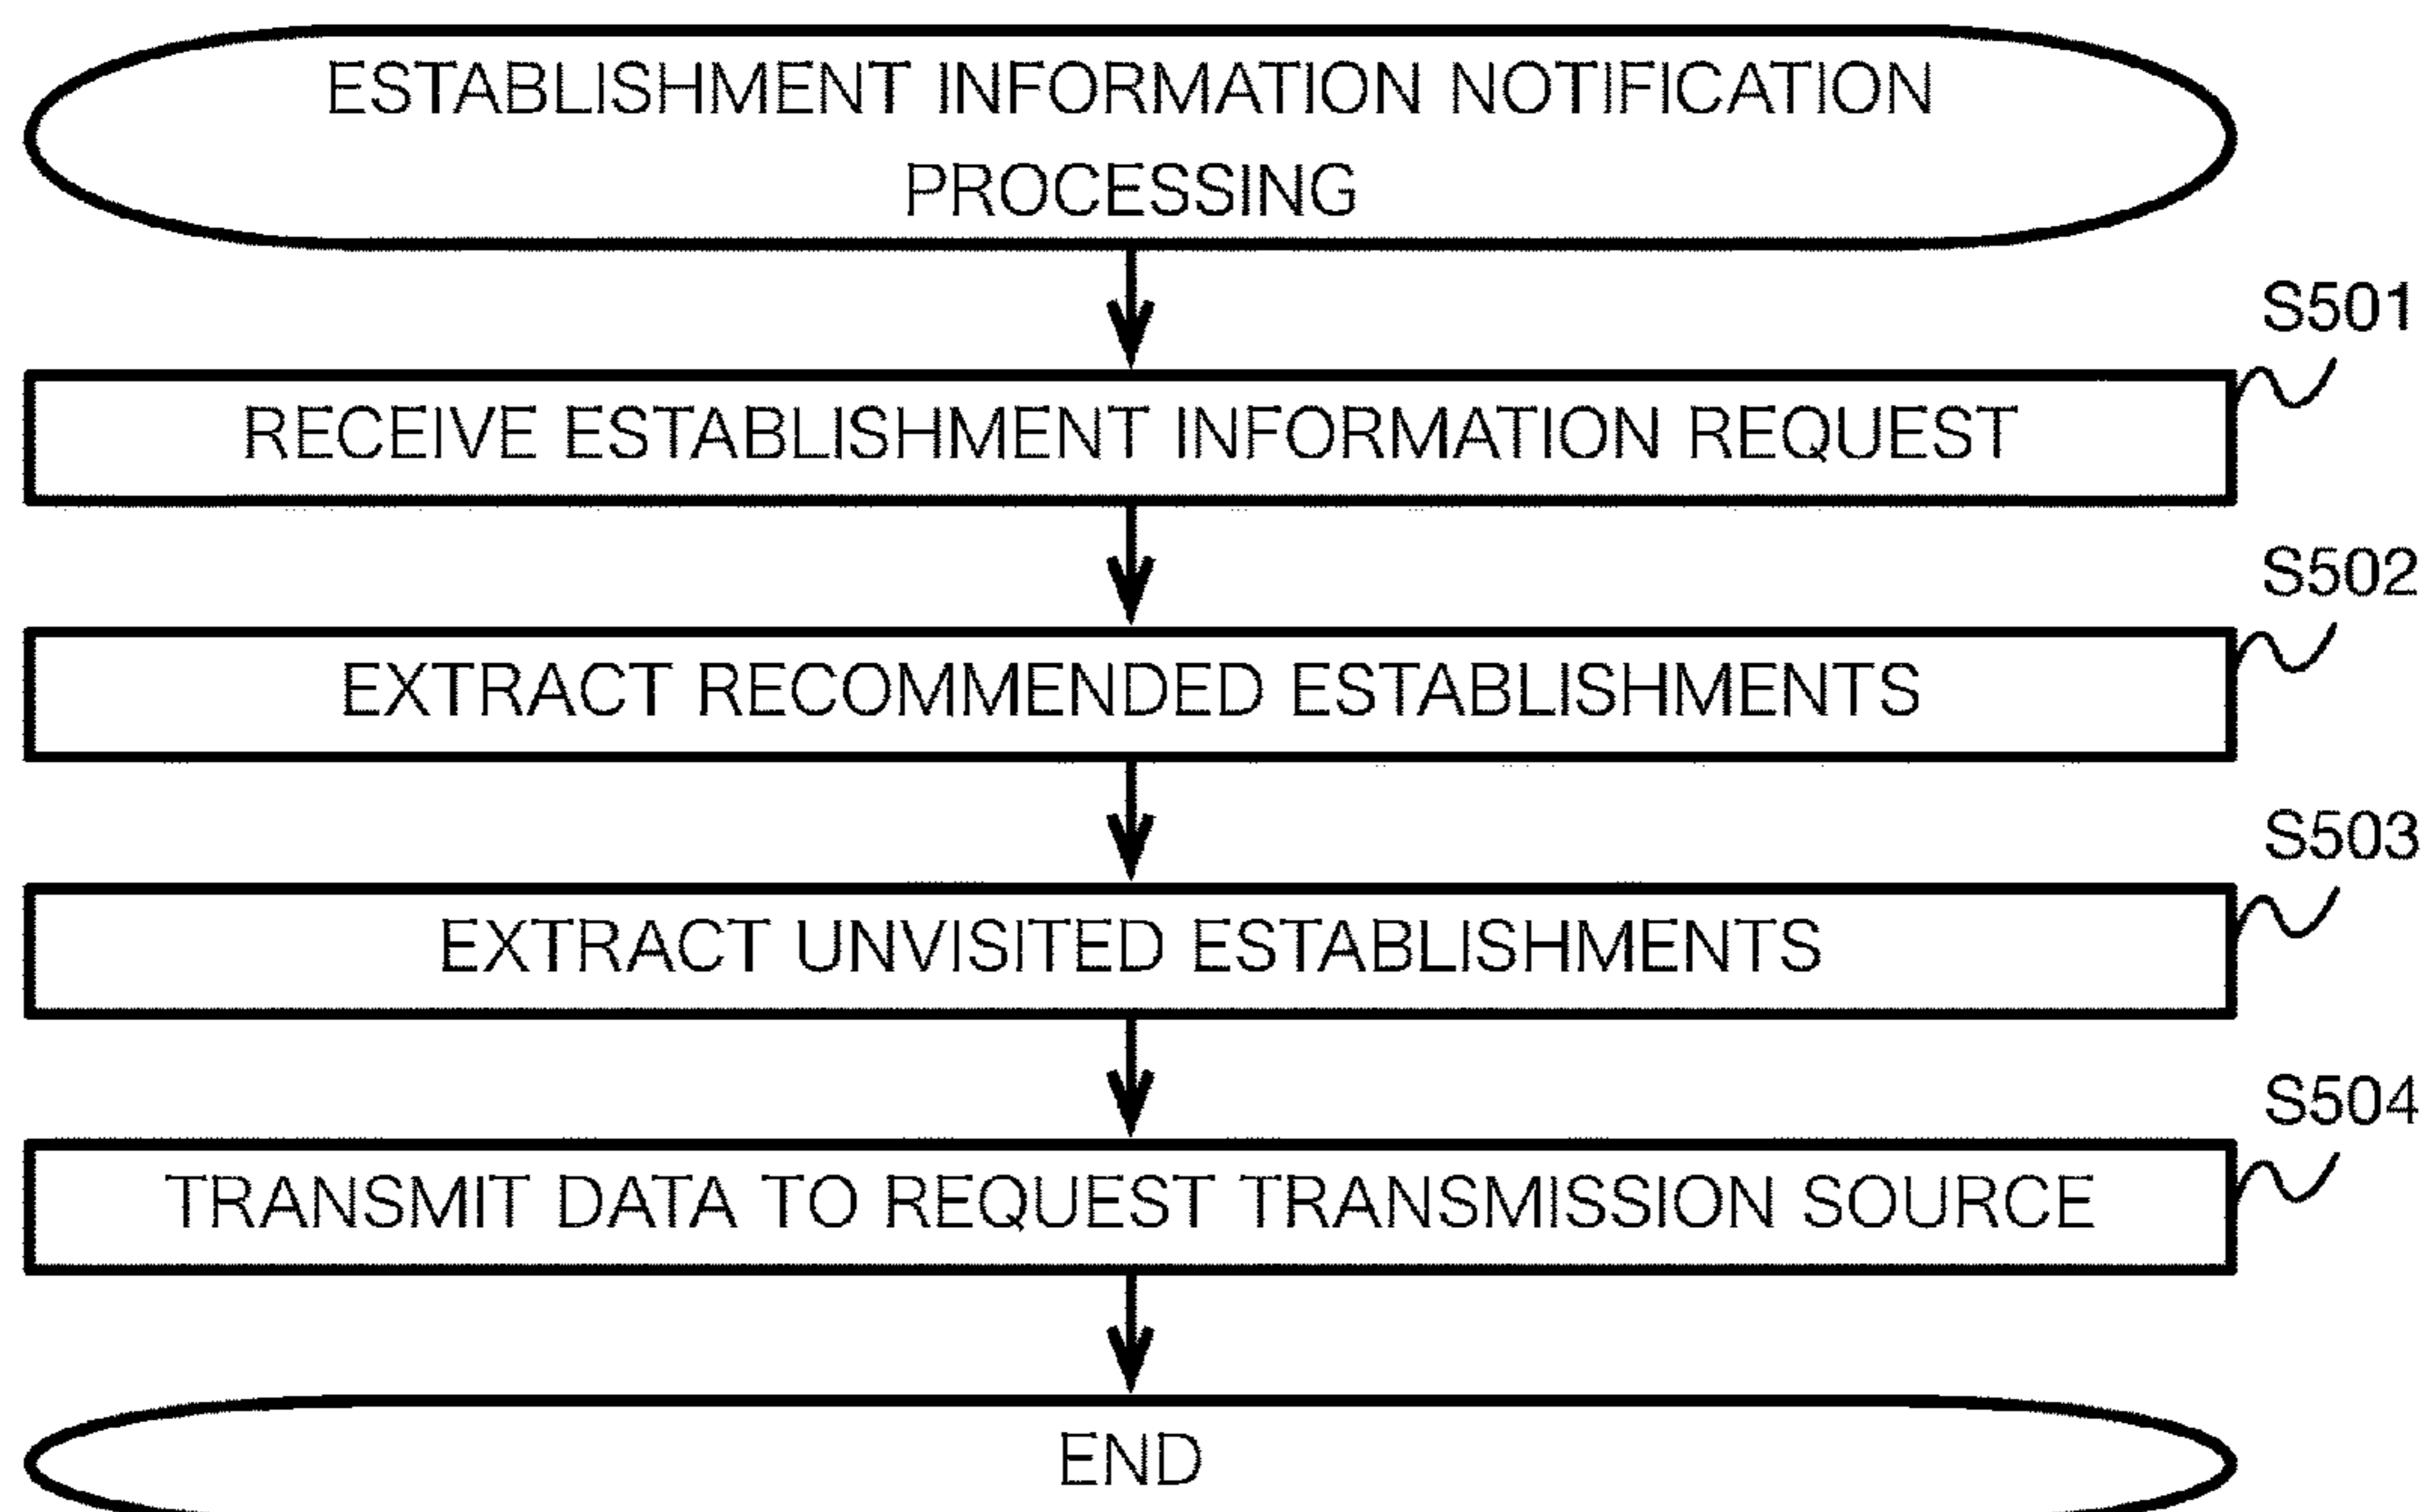 ESTABLISHMENT INFORMATION NOTIFICATION
PROCESSING
S501
RECEIVE ESTABLISHMENT INFORMATION REQUEST
S502
EXTRACT RECOMMENDED ESTABLISHMENTS
S503
EXTRACT UNVISITED ESTABLISHMENTS
S504
TRANSMIT DATA TO REQUEST TRANSMISSION SOURCE
END